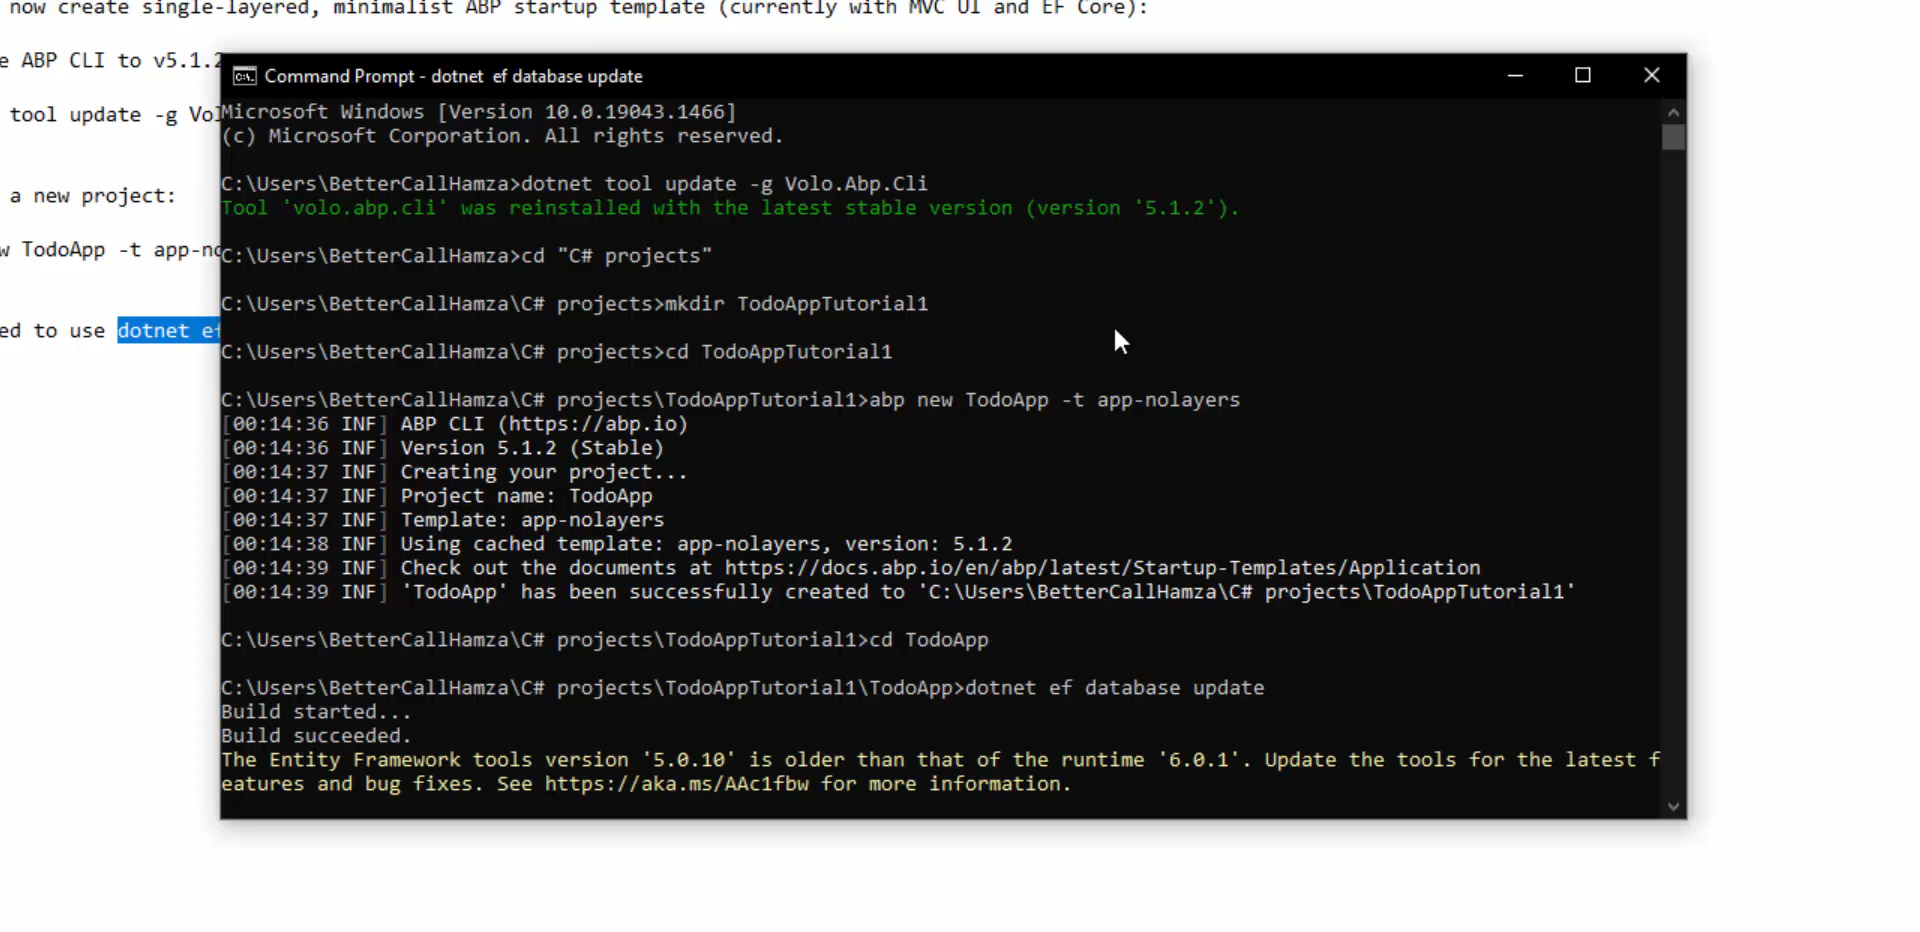 now create single-layered, minimalist ABP startup template (currently with MVC UI and EF Core):
e ABP CLI to v5.1.2
tool update -g Vol
a new project:
w TodoApp -t app-no
ed to use dotnet ef
Command Prompt - dotnet ef database update
Microsoft Windows [Version 10.0.19043.1466]
(c) Microsoft Corporation. All rights reserved.
C:\Users\BetterCallHamza>dotnet tool update -g Volo.Abp.Cli
Tool 'volo.abp.cli' was reinstalled with the latest stable version (version '5.1.2').
C:\Users\BetterCallHamza>cd "C# projects"
C:\Users\BetterCallHamza\C# projects>mkdir TodoAppTutorial1
C:\Users\BetterCallHamza\C# projects>cd TodoAppTutorial1
C:\Users\BetterCallHamza\C# projects\TodoAppTutorial1>abp new TodoApp -t app-nolayers
[00:14:36 INF] ABP CLI (https://abp.io)
[00:14:36 INF] Version 5.1.2 (Stable)
[00:14:37 INF] Creating your project...
[00:14:37 INF] Project name: TodoApp
[00:14:37 INF] Template: app-nolayers
[00:14:38 INF] Using cached template: app-nolayers, version: 5.1.2
[00:14:39 INF] Check out the documents at https://docs.abp.io/en/abp/latest/Startup-Templates/Application
[00:14:39 INF] 'TodoApp' has been successfully created to 'C:\Users\BetterCallHamza\C# projects\TodoAppTutorial1'
C:\Users\BetterCallHamza\C# projects\TodoAppTutorial1>cd TodoApp
C:\Users\BetterCallHamza\C# projects\TodoAppTutorial1\TodoApp>dotnet ef database update
Build started...
Build succeeded.
The Entity Framework tools version '5.0.10' is older than that of the runtime '6.0.1'. Update the tools for the latest f
eatures and bug fixes. See https://aka.ms/AAc1fbw for more information.